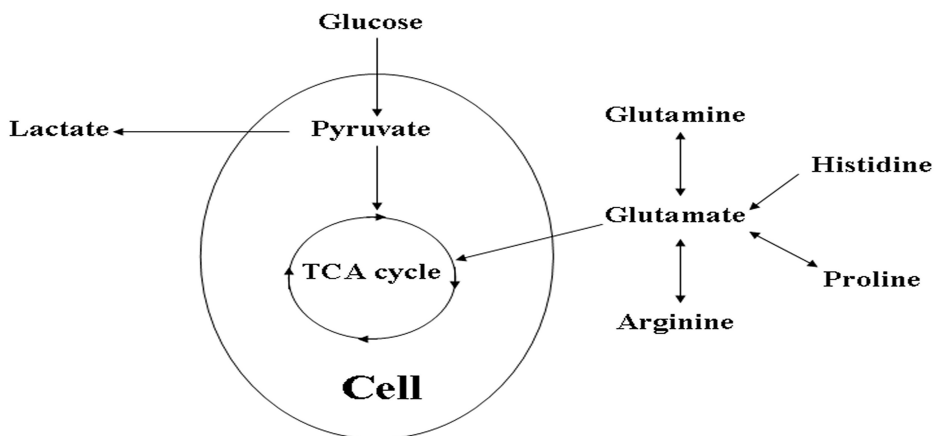 Glucose
Lactate
Pyruvate
Glutamine
Histidine
Glutamate
TCA cycle
Proline
Arginine
Cell